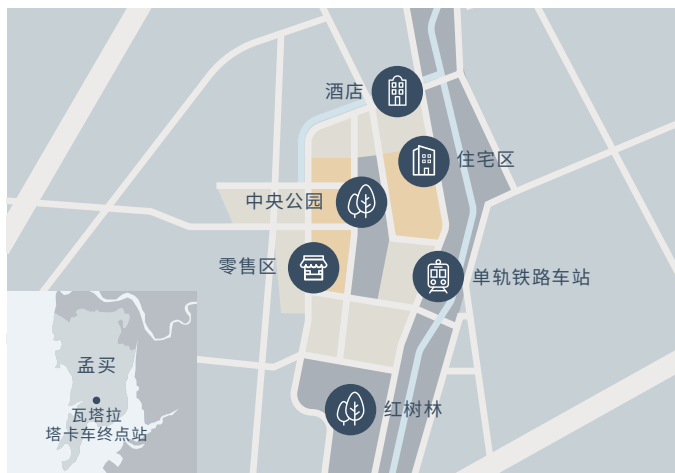 酒店
住宅区
中央公园
零售区
单轨铁路车站
孟买
瓦塔拉
塔卡车终点站
红树林